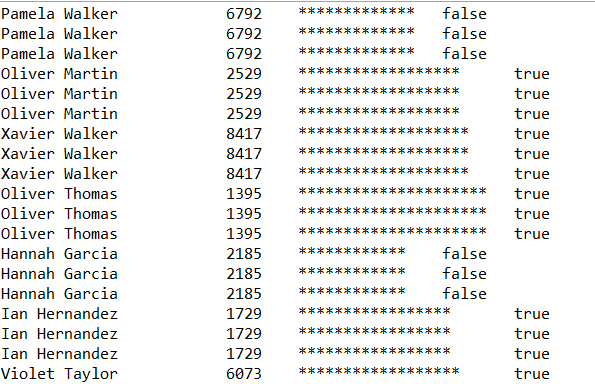 Pamela Walker 6792 ************* false
Pamela Walker 6792 ************* false
Pamela Walker 6792 ************* false
Oliver Martin 2529 ****************** true
Oliver Martin 2529 ****************** true
Oliver Martin 2529 ****************** true
Xavier Walker 8417 ******************* true
Xavier Walker 8417 ******************* true
Xavier Walker 8417 ******************* true
Oliver Thomas 1395 ********************* true
Oliver Thomas 1395 ********************* true
Oliver Thomas 1395 ********************* true
Hannah Garcia 2185 ************ false
Hannah Garcia 2185 ************ false
Hannah Garcia 2185 ************ false
Ian Hernandez 1729 ***************** true
Ian Hernandez 1729 ***************** true
Ian Hernandez 1729 ***************** true
Violet Taylor 6073 ****************** true